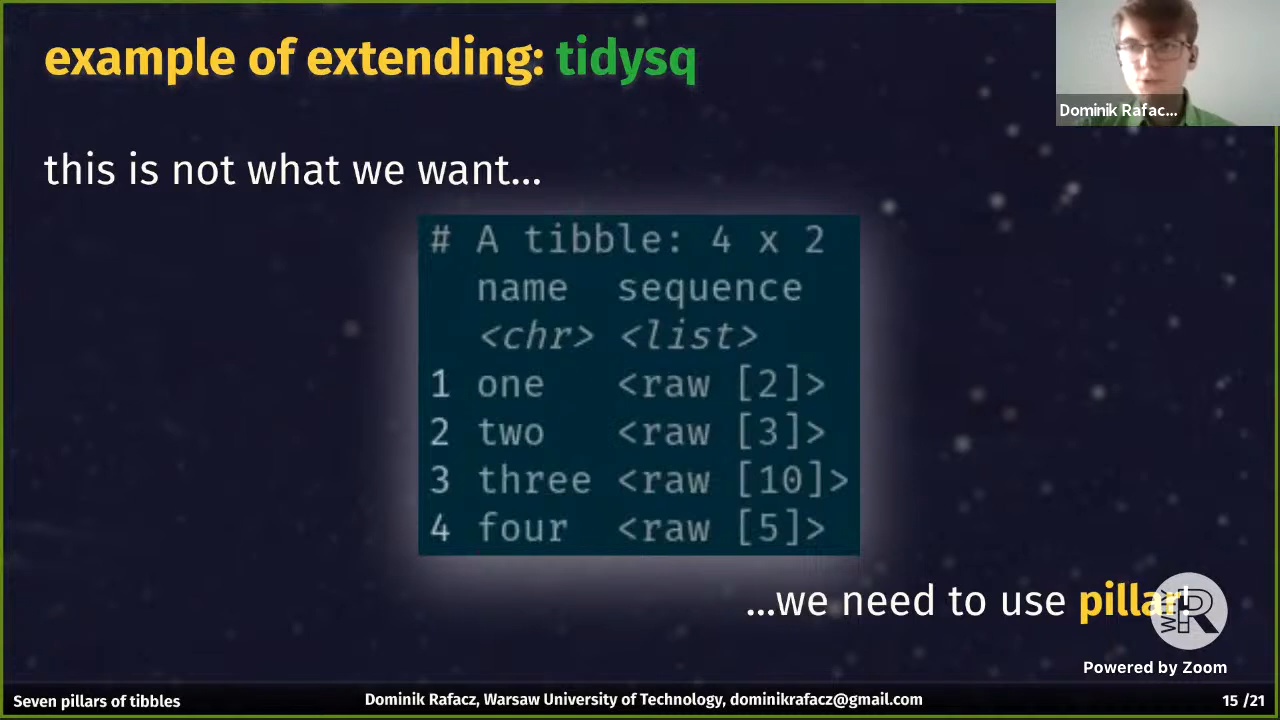 example of extending: tidysq
Dominik Rafac...
this is not what we want...
# A tibble: 4 x 2
name sequence
<chr> <list>
1 one <raw [2]>
2 two <raw [3]>
3 three <raw [10]>
4 four <raw [5]>
...we need to use pillar!
WhyR
Powered by Zoom
Seven pillars of tibbles
Dominik Rafacz, Warsaw University of Technology, dominikrafacz@gmail.com
15 /21